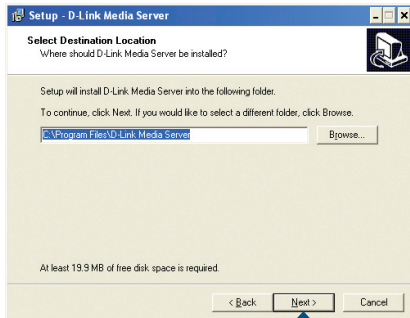 Setup - D-Link Media Server
Select Destination Location
Where should D-Link Media Server be installed?
Setup will install D-Link Media Server into the following folder.
To continue, click Next. If you would like to select a different folder, click Browse.
C:\Program Files\D-Link Media Server
Browse...
At least 19.9 MB of free disk space is required.
< Back Next > Cancel